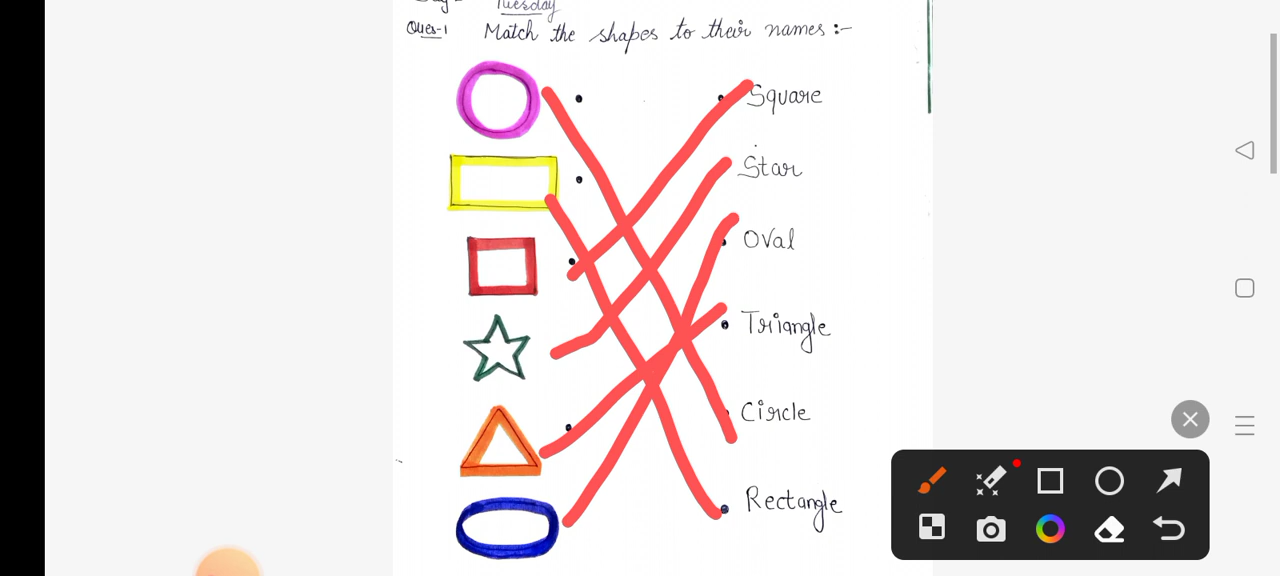 Tuesday
Ques-1 Match the shapes to their names :-
Square
Star
Oval
Triangle
Circle
Rectangle